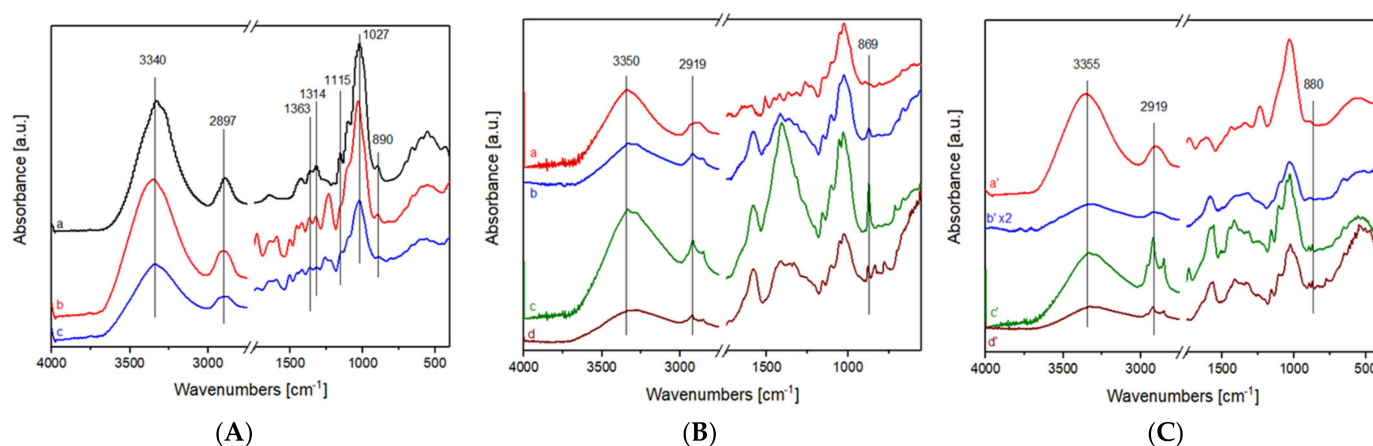 1027
3340
1115
1314
1363
2897
890
a
b
c
Absorbance [a.u.]
4000 3500 3000 1500 1000 500
Wavenumbers [cm-1]
(A)
3350 2919 869
a
b
c
d
Absorbance [a.u.]
4000 3500 3000 1500 1000
Wavenumbers [cm-1]
(B)
3355
2919
880
a'
b' x2
c'
d'
Absorbance [a.u.]
4000 3500 3000 1000 500
Wavenumbers [cm-1]
(C)